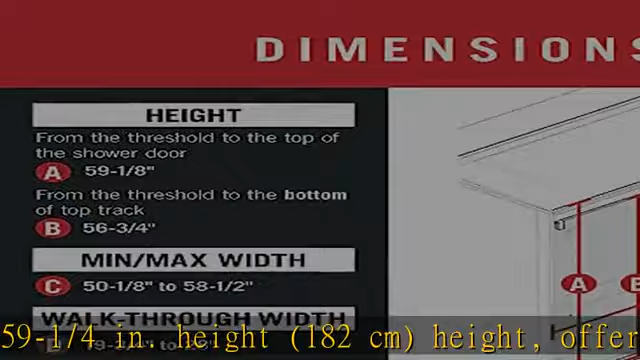 DIMENSIONS
HEIGHT
From the threshold to the top of
the shower door
A 59-1/8"
From the threshold to the bottom
of top track
B 56-3/4"
MIN/MAX WIDTH
C 50-1/8" to 58-1/2"
WALK-THROUGH WIDTH
A
59-1/4 in. height (182 cm) height, offer